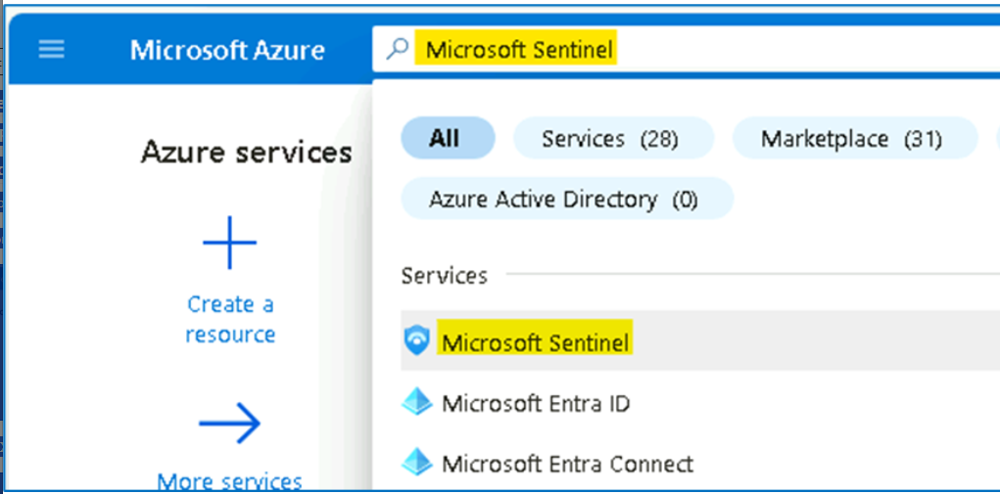 Microsoft Azure
Microsoft Sentinel
Azure services
Create a
resource
More services
All
Services (28)
Marketplace (31)
Azure Active Directory (0)
Services
Microsoft Sentinel
Microsoft Entra ID
Microsoft Entra Connect